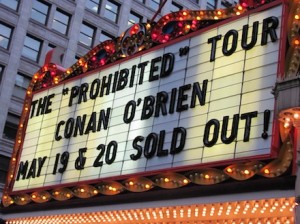 THE "PROHIBITED" TOUR
CONAN O'BRIEN
MAY 19 & 20 SOLD OUT!